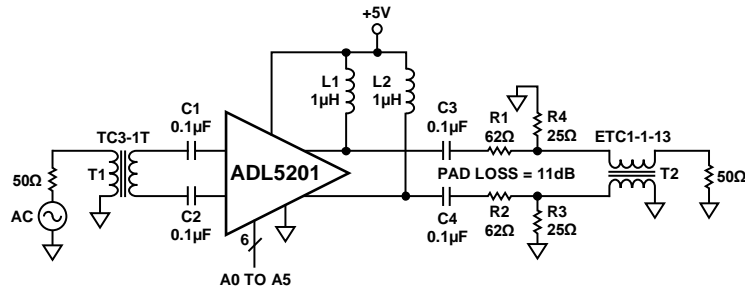 +5V
L1
1µH
L2
1µH
C1
0.1µF
C3
0.1µF
R1
62Ω
R4
25Ω
TC3-1T
ETC1-1-13
50Ω
T1
ADL5201
PAD LOSS = 11dB
T2
50Ω
AC
C2
0.1µF
C4
0.1µF
R2
62Ω
R3
25Ω
6
A0 TO A5